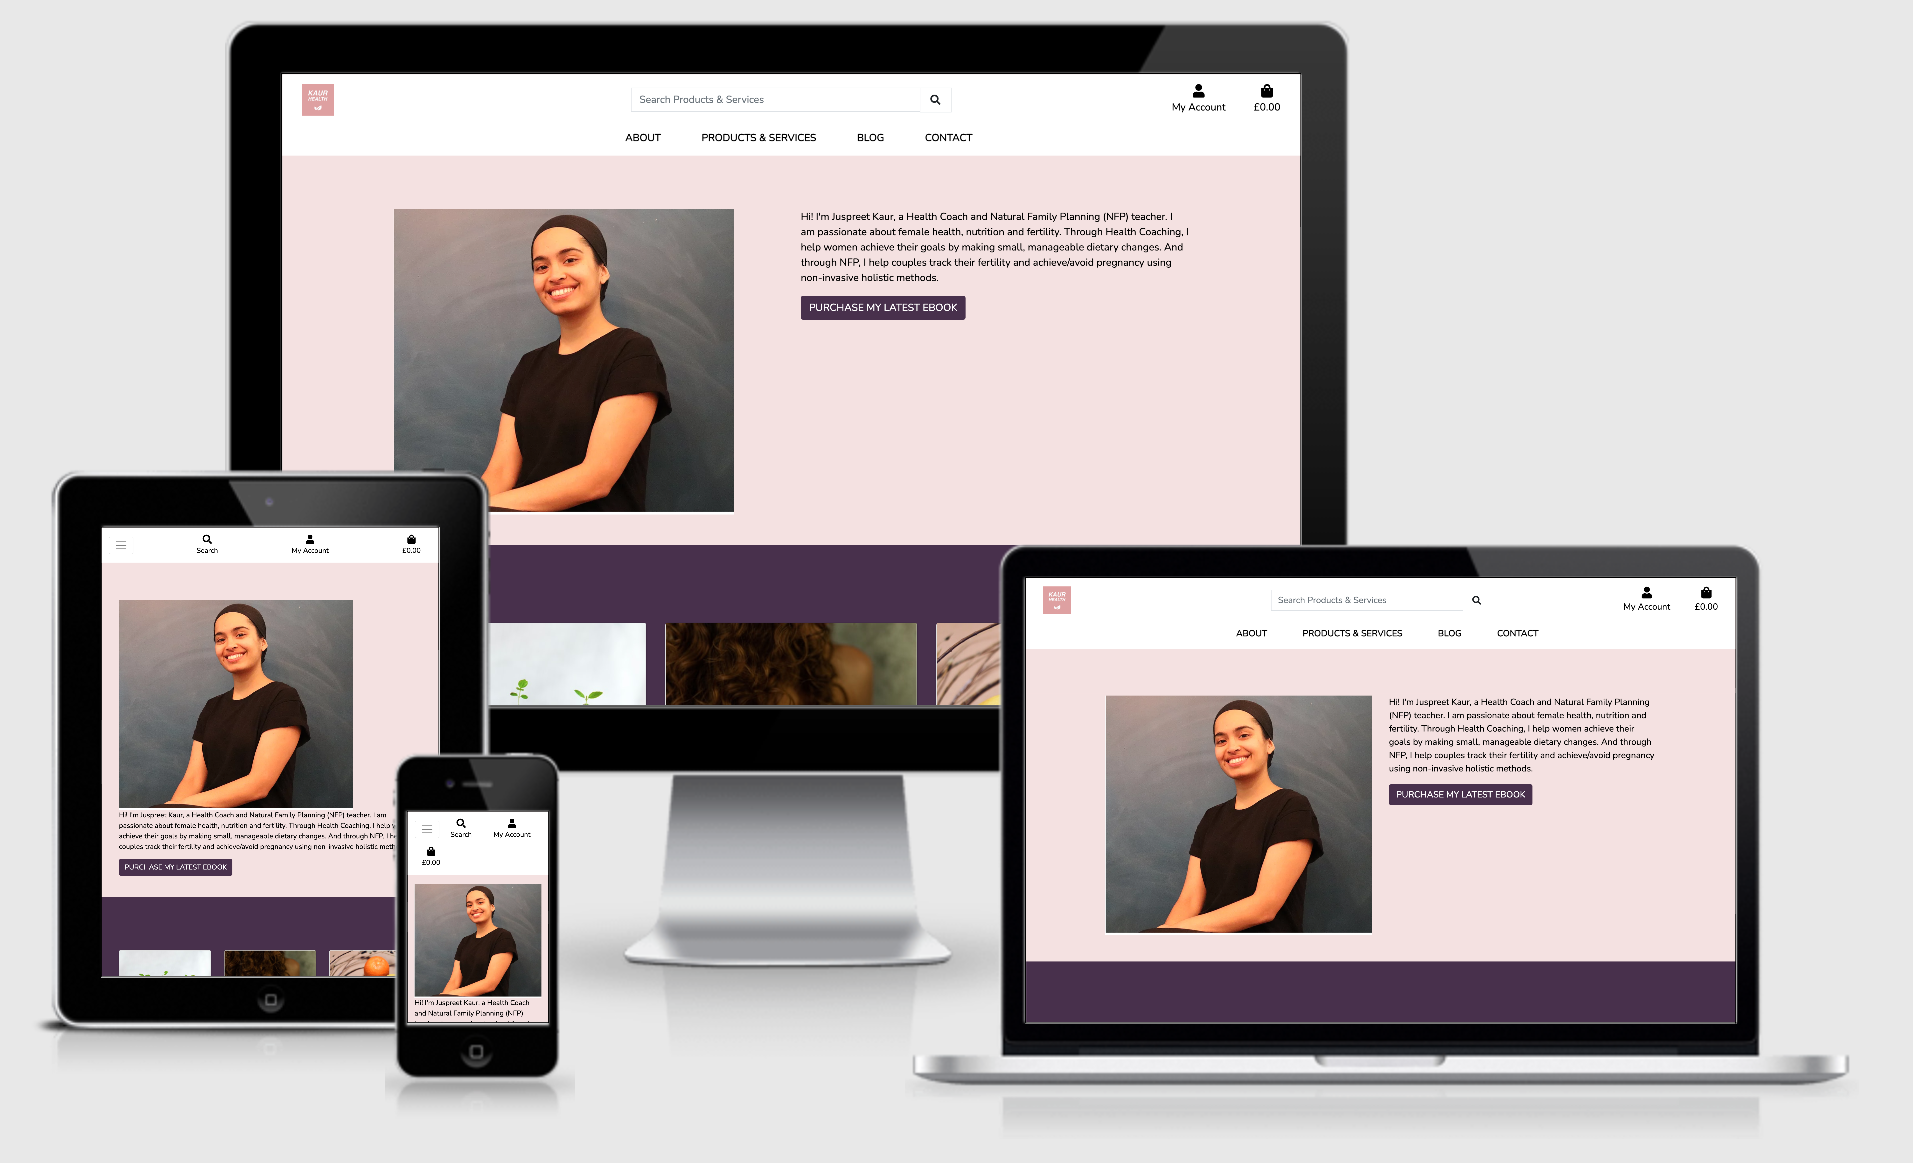 KAUR
HEALTH
Search Products & Services
My Account
£0.00
ABOUT
PRODUCTS & SERVICES
BLOG
CONTACT
Hi! I'm Juspreet Kaur, a Health Coach and Natural Family Planning (NFP) teacher. I
am passionate about female health, nutrition and fertility. Through Health Coaching, I
help women achieve their goals by making small, manageable dietary changes. And
through NFP, I help couples track their fertility and achieve/avoid pregnancy using
non-invasive holistic methods.
PURCHASE MY LATEST EBOOK
Search
My Account
£0.00
Hi! I'm Juspreet Kaur, a Health Coach and Natural Family Planning (NFP) teacher. I am
passionate about female health, nutrition and fertility. Through Health Coaching, I help
achieve their goals by making small, manageable dietary changes. And through NFP, I
couples track their fertility and achieve/avoid pregnancy using non-invasive holistic
PURCHASE MY LATEST EBOOK
Search
My Account
£0.00
Hi! I'm Juspreet Kaur, a Health Coach
and Natural Family Planning (NFP)
KAUR
HEALTH
Search Products & Services
My Account
£0.00
ABOUT
PRODUCTS & SERVICES
BLOG
CONTACT
Hi! I'm Juspreet Kaur, a Health Coach and Natural Family Planning
(NFP) teacher. I am passionate about female health, nutrition and
fertility. Through Health Coaching, I help women achieve their
goals by making small, manageable dietary changes. And through
NFP, I help couples track their fertility and achieve/avoid pregnancy
using non-invasive holistic methods.
PURCHASE MY LATEST EBOOK